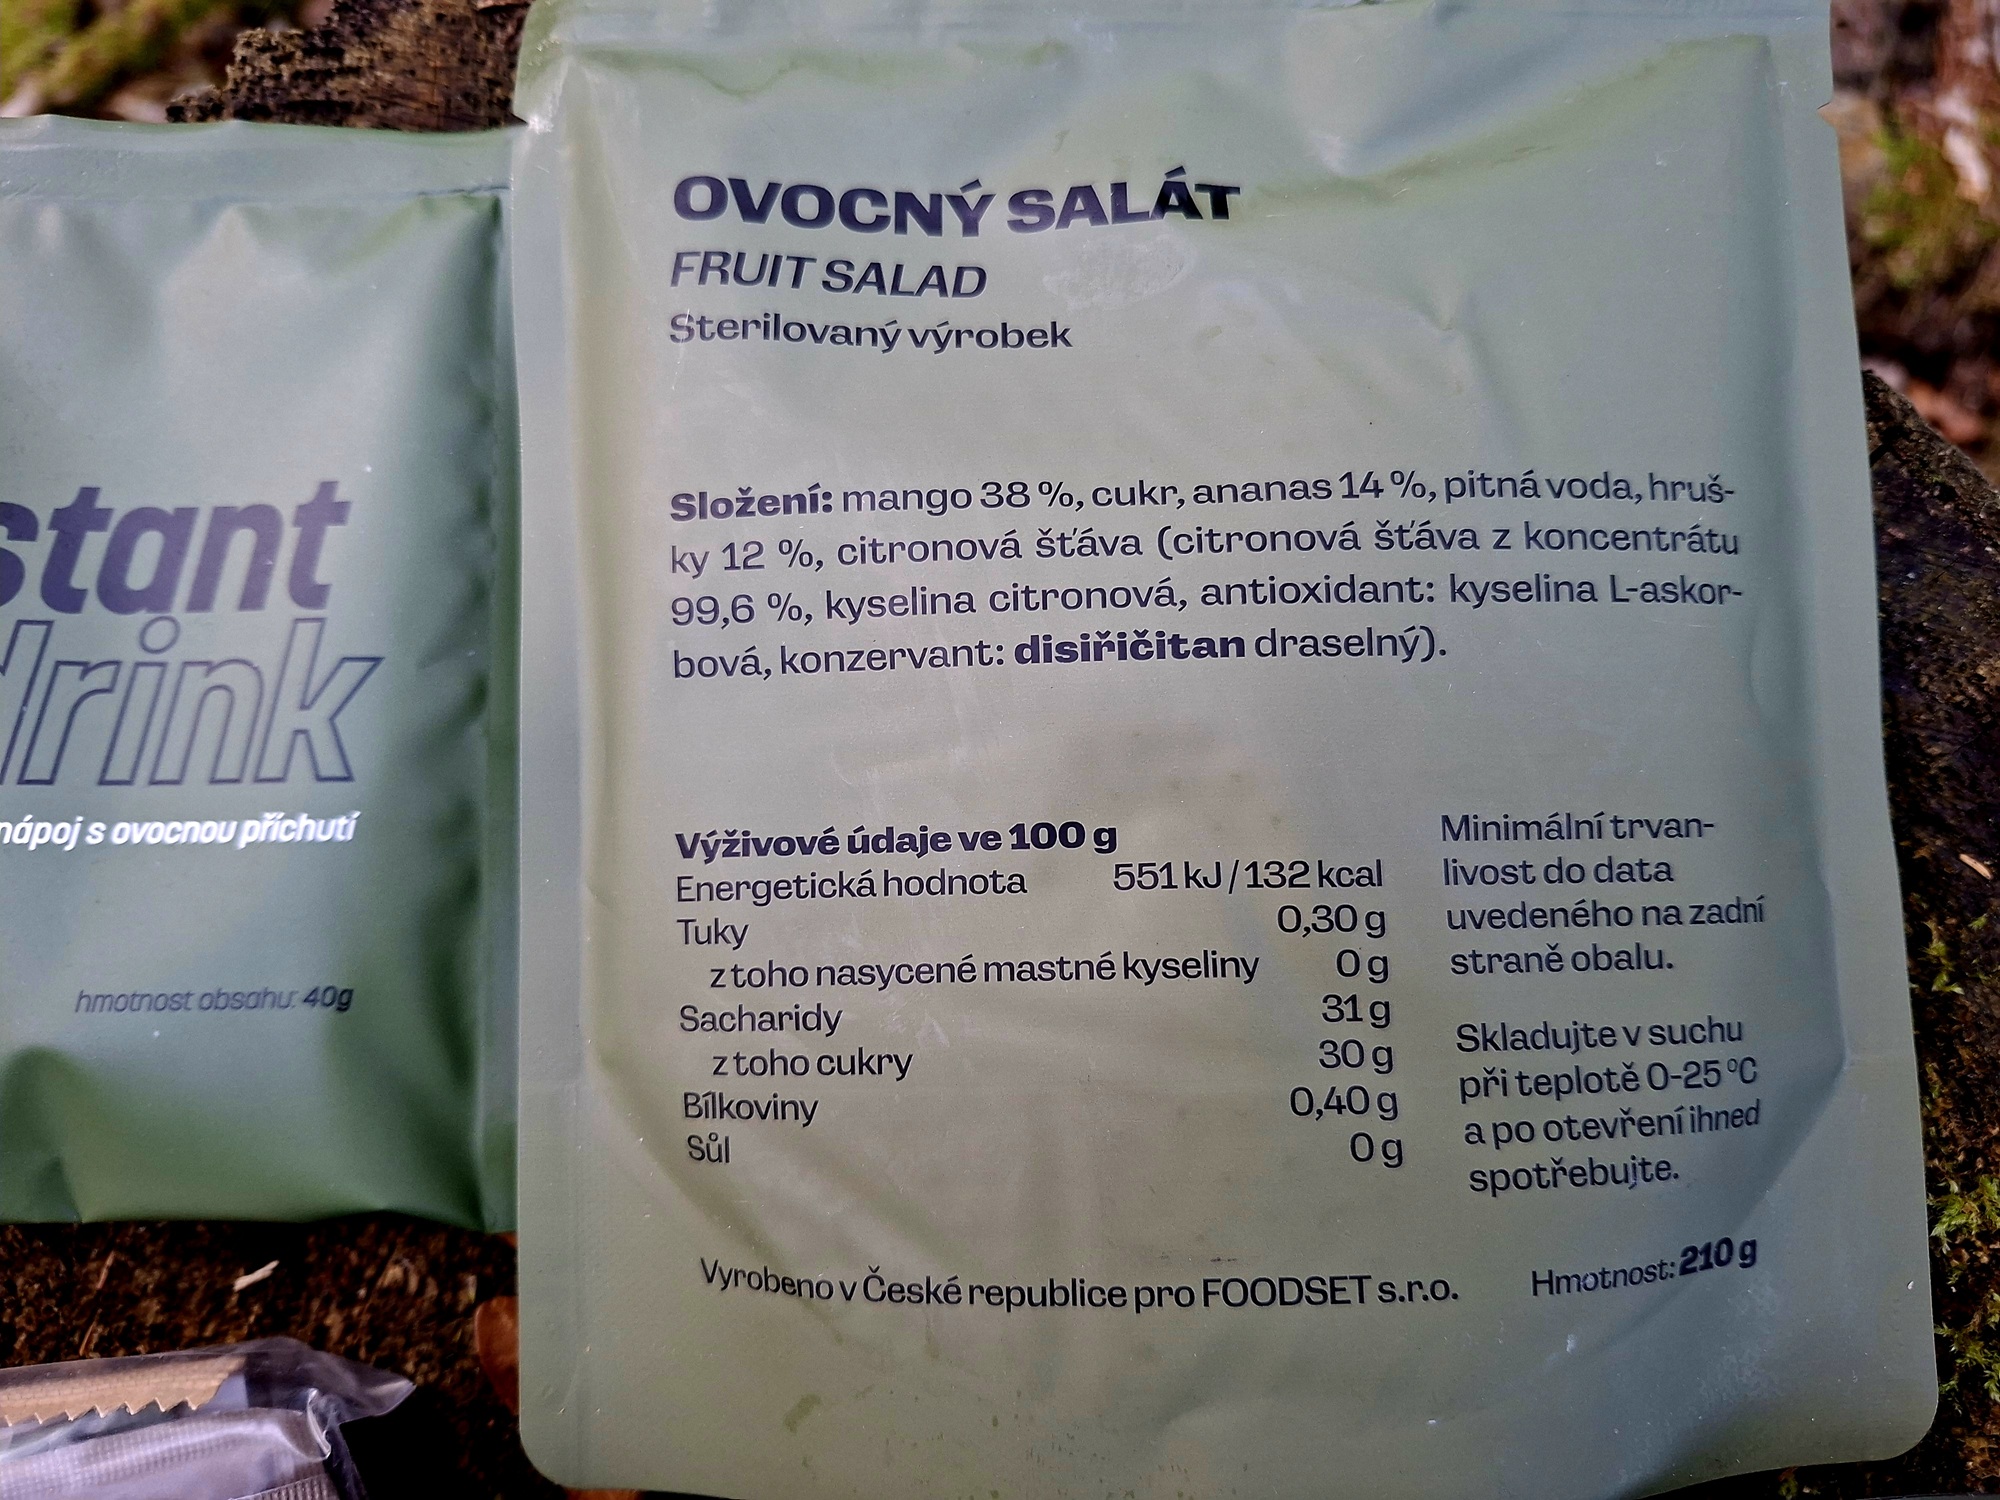 stant
drink
nápoj s ovocnou příchutí
hmotnost obsahu: 40g
OVOCNÝ SALÁT
FRUIT SALAD
Sterilovaný výrobek
Složení: mango 38 %, cukr, ananas 14 %, pitná voda, hruš-
ky 12 %, citronová šťáva (citronová šťáva z koncentrátu
99,6 %, kyselina citronová, antioxidant: kyselina L-askor-
bová, konzervant: disiřičitan draselný).
Výživové údaje ve 100 g
Energetická hodnota 551 kJ / 132 kcal
Tuky 0,30 g
z toho nasycené mastné kyseliny 0 g
Sacharidy 31 g
z toho cukry 30 g
Bílkoviny 0,40 g
Sůl 0 g
Minimální trvan-
livost do data
uvedeného na zadní
straně obalu.
Skladujte v suchu
při teplotě 0-25 °C
a po otevření ihned
spotřebujte.
Vyrobeno v České republice pro FOODSET s.r.o.
Hmotnost: 210 g